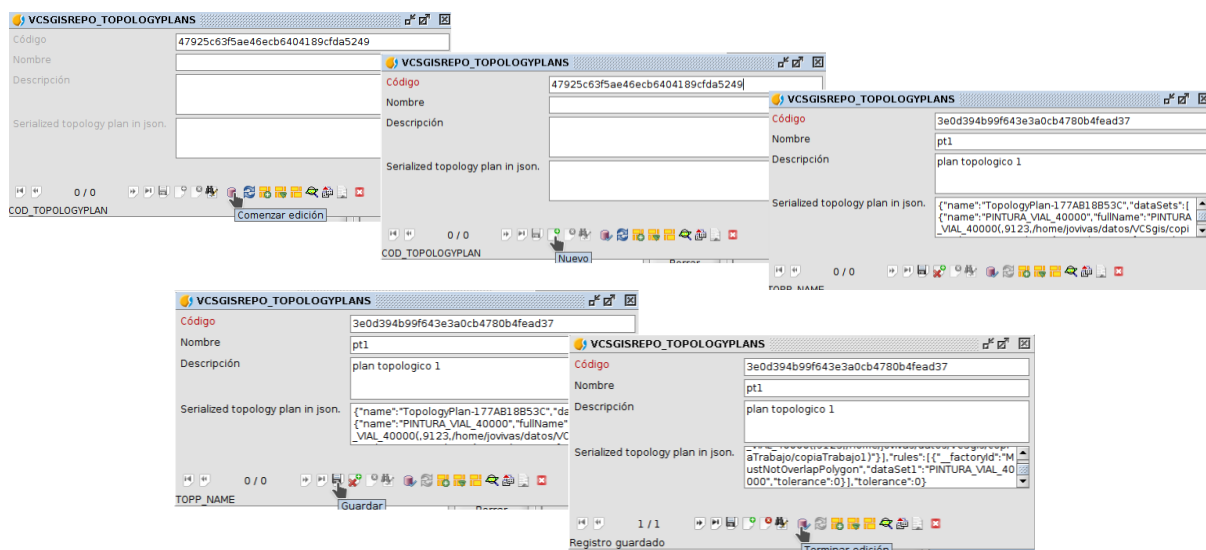 VCSGISREPO_TOPOLOGYPLANS
Código
47925c63f5ae46ecb6404189cfda5249
Nombre
Descripción
Serialized topology plan in json.
0 / 0
COD_TOPOLOGYPLAN
Comenzar edición
VCSGISREPO_TOPOLOGYPLANS
Código
47925c63f5ae46ecb6404189cfda5249
Nombre
Descripción
Serialized topology plan in json.
0 / 0
COD_TOPOLOGYPLAN
Nuevo
VCSGISREPO_TOPOLOGYPLANS
Código
3e0d394b99f643e3a0cb4780b4fead37
Nombre
pt1
Descripción
plan topologico 1
Serialized topology plan in json.
{"name":"TopologyPlan-177AB18B53C","dataSets":[
{"name":"PINTURA_VIAL_40000","fullName":"PINTURA
_VIAL_40000(,9123,/home/jovivas/datos/VCSgis/copi
0 / 0
TOPP_NAME
VCSGISREPO_TOPOLOGYPLANS
Código
3e0d394b99f643e3a0cb4780b4fead37
Nombre
pt1
Descripción
plan topologico 1
Serialized topology plan in json.
{"name":"TopologyPlan-177AB18B53C","da
{"name":"PINTURA_VIAL_40000","fullName"
_VIAL_40000(,9123,/home/jovivas/datos/VC
0 / 0
TOPP_NAME
Guardar
VCSGISREPO_TOPOLOGYPLANS
Código
3e0d394b99f643e3a0cb4780b4fead37
Nombre
pt1
Descripción
plan topologico 1
Serialized topology plan in json.
aTrabajo/copiaTrabajo1)"}],"rules":[{"__factoryId":"M
ustNotOverlapPolygon","dataSet1":"PINTURA_VIAL_40
000","tolerance":0}],"tolerance":0}
1 / 1
Registro guardado
Terminar edición